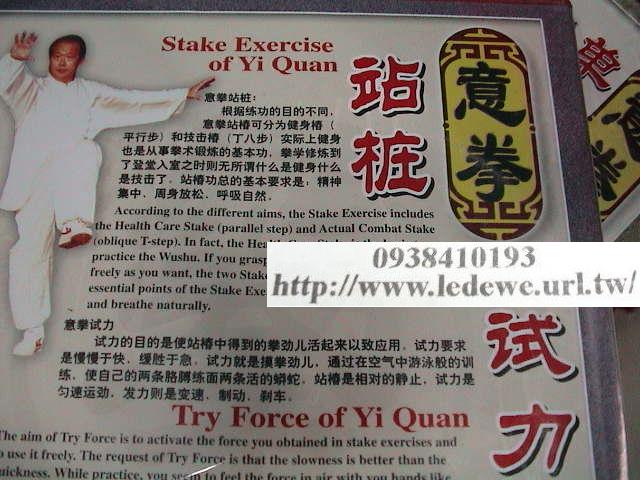 Stake Exercise
of Yi Quan
站桩
意拳
意拳站桩：
根据练功的目的不同，
意拳站椿可分为健身椿（
平行步）和技击椿（丁八步）实际上健身
也是从事拳术锻炼的基本功，拳学修炼到
了登堂入室之时则无所谓什么是健身什么
是技击了。站椿功总的基本要求是：精神
集中．周身放松．呼吸自然。
According to the different aims, the Stake Exercise includes
the Health Care Stake (parallel step) and Actual Combat Stake
(oblique T-step). In fact, the
practice the Wushu. If you grasp
freely as you want, the two Stake
essential points of the Stake
and breathe naturally.
0938410193
http://www.ledewe.url.tw/
意拳试力
试力的目的是使站椿中得到的拳劲儿活起来以致应用。试力要求
是慢慢于快．缓胜于急。试力就是摸拳劲儿，通过在空气中游泳般的训
练，使自己的两条胳膊练面两条活的蟒蛇。站椿是相对的静止，试力是
匀速运动．发力则是变速．制动．刹车．
试力
Try Force of Yi Quan
The aim of Try Force is to activate the force you obtained in stake exercises and
to use it freely. The request of Try Force is that the slowness is better than the
quickness. While practice, you seem to feel the force in air with you hands like